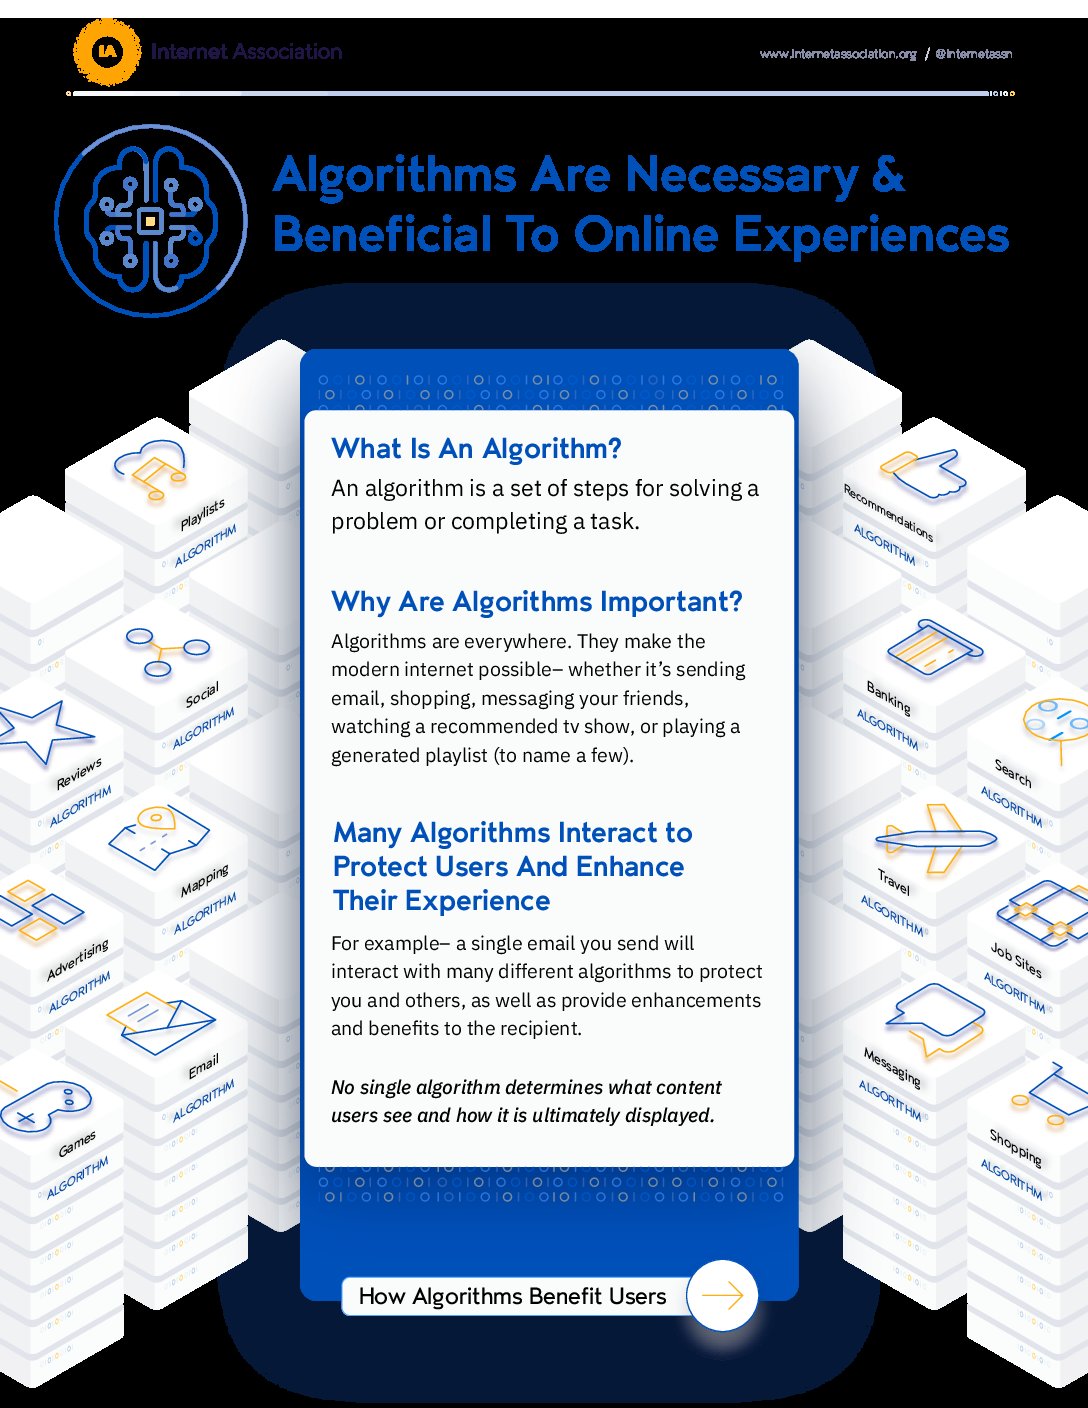 IA Internet Association
www.internetassociation.org / @internetassn
Algorithms Are Necessary &
Beneficial To Online Experiences
What Is An Algorithm?
An algorithm is a set of steps for solving a
problem or completing a task.
Why Are Algorithms Important?
Algorithms are everywhere. They make the
modern internet possible– whether it’s sending
email, shopping, messaging your friends,
watching a recommended tv show, or playing a
generated playlist (to name a few).
Many Algorithms Interact to
Protect Users And Enhance
Their Experience
For example– a single email you send will
interact with many different algorithms to protect
you and others, as well as provide enhancements
and benefits to the recipient.
No single algorithm determines what content
users see and how it is ultimately displayed.
How Algorithms Benefit Users
Playlists
ALGORITHM
Social
ALGORITHM
Reviews
ALGORITHM
Mapping
ALGORITHM
Advertising
ALGORITHM
Email
ALGORITHM
Games
ALGORITHM
Recommendations
ALGORITHM
Banking
ALGORITHM
Search
ALGORITHM
Travel
ALGORITHM
Job Sites
ALGORITHM
Messaging
ALGORITHM
Shopping
ALGORITHM